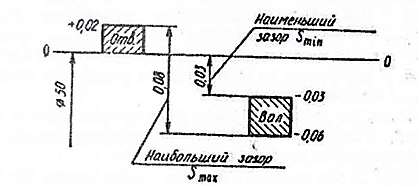 +0,02
Отв.
Наименьший
зазор Smin
0
0
ø50
0,08
0,03
-0,03
Вал
-0,06
Наибольший зазор
Smax